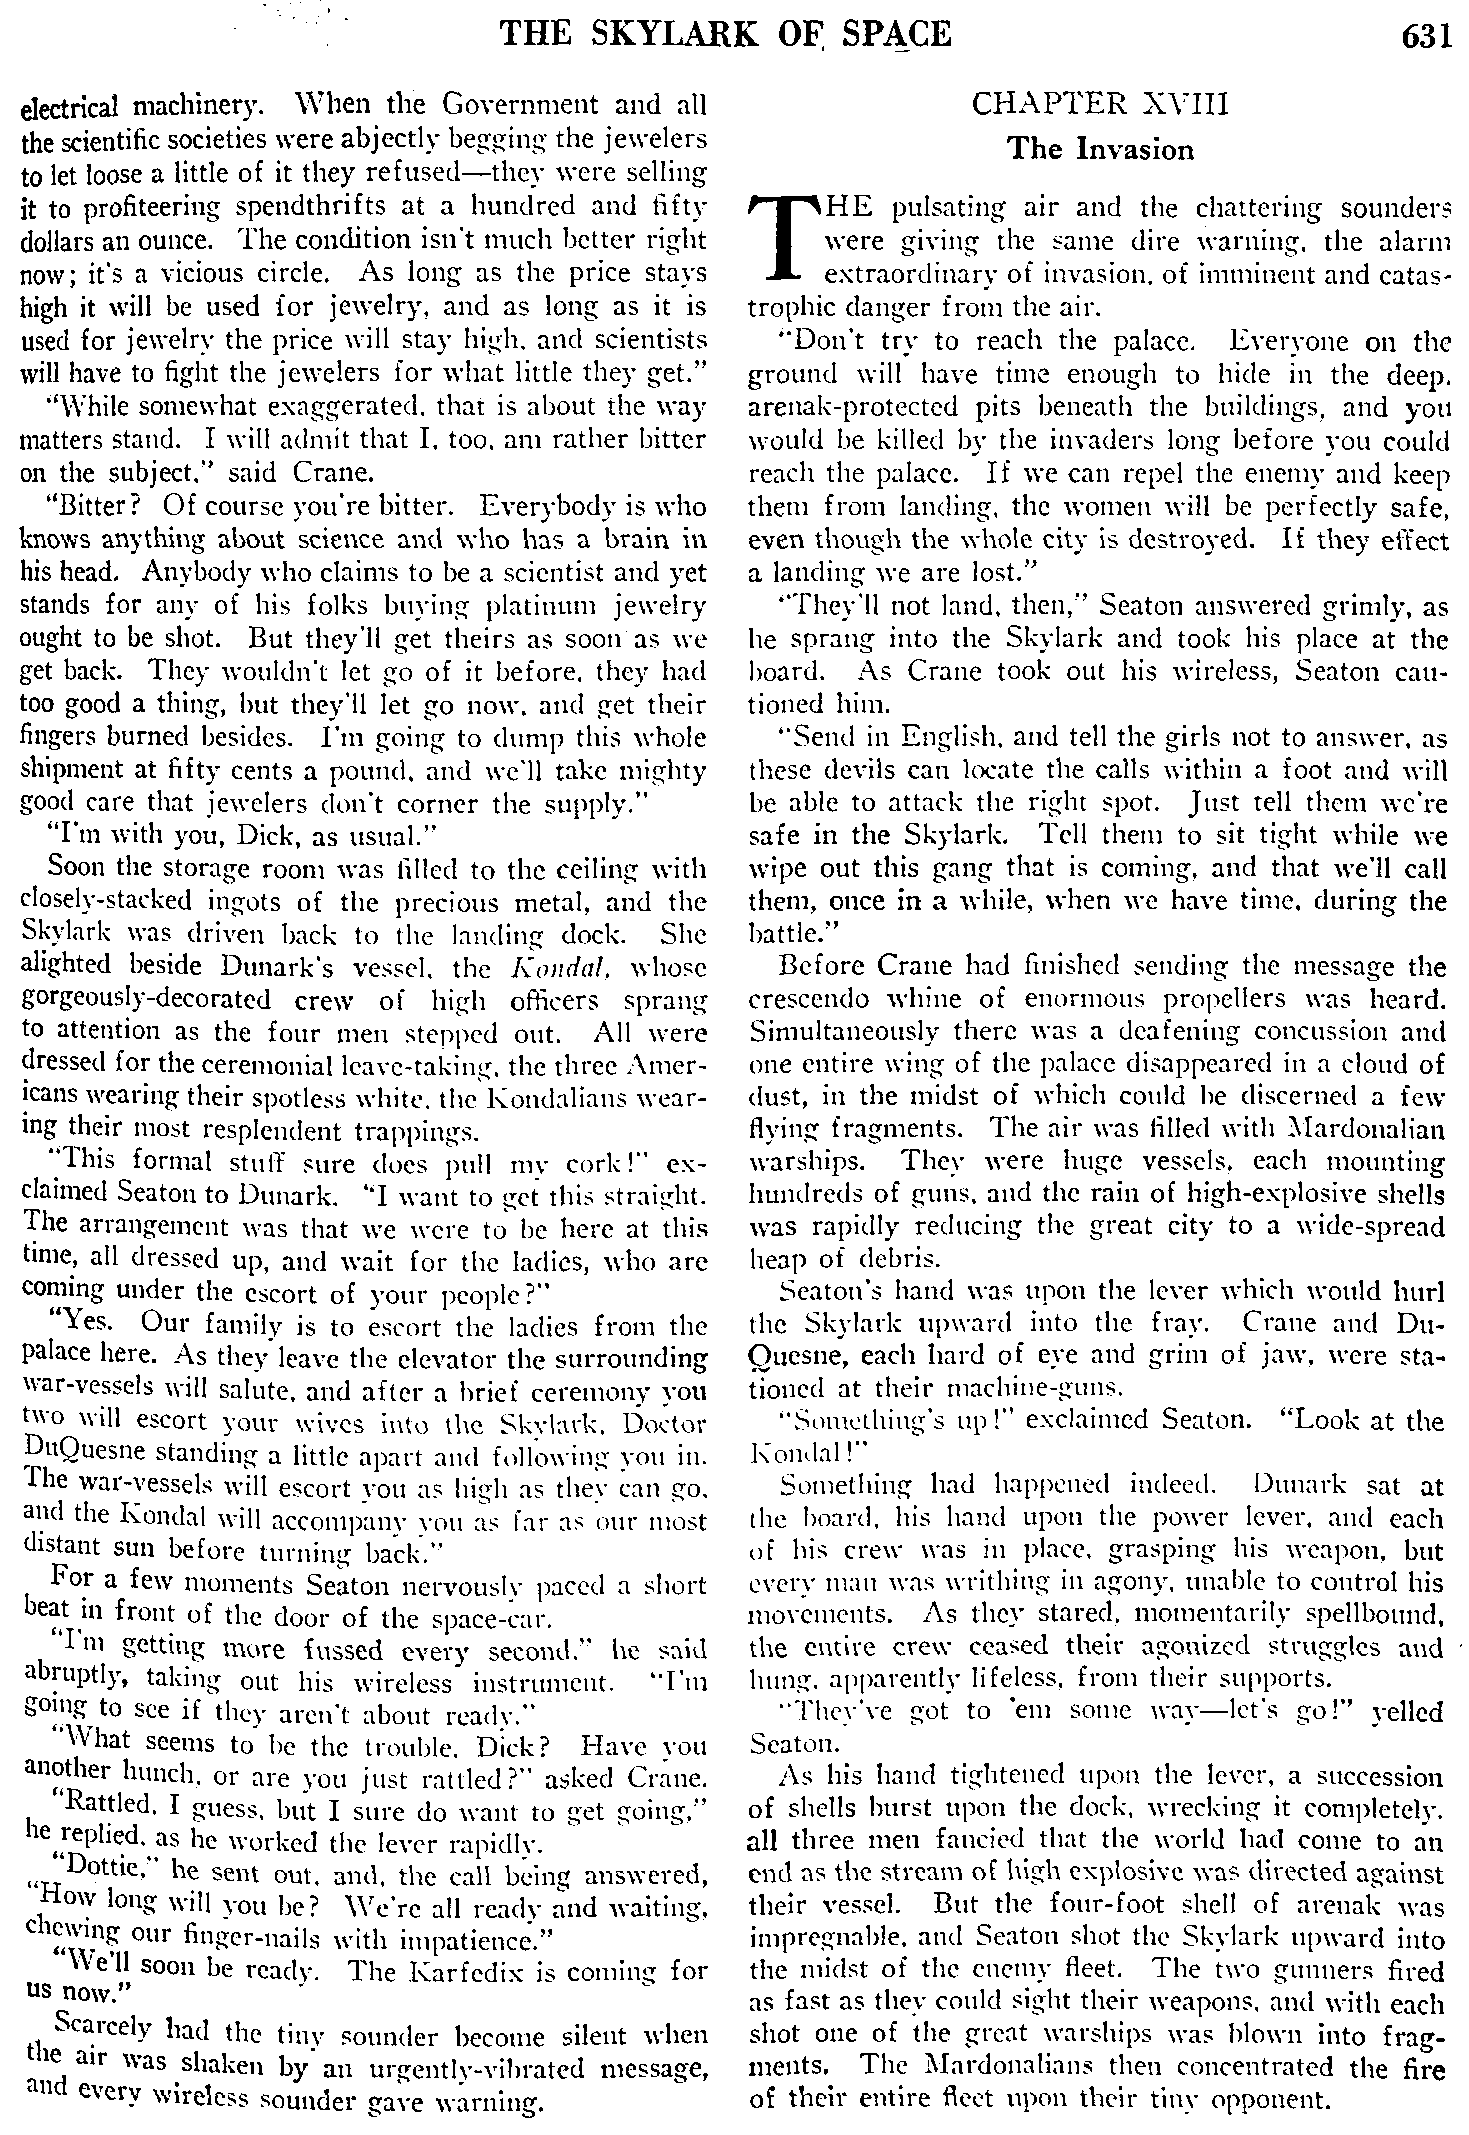 THE SKYLARK OF SPACE 631
electrical machinery. When the Government and all
the scientific societies were abjectly begging the jewelers
to let loose a little of it they refused—they were selling
it to profiteering spendthrifts at a hundred and fifty
dollars an ounce. The condition isn't much better right
now; it's a vicious circle. As long as the price stays
high it will be used for jewelry, and as long as it is
used for jewelry the price will stay high, and scientists
will have to fight the jewelers for what little they get."
"While somewhat exaggerated, that is about the way
matters stand. I will admit that I, too, am rather bitter
on the subject," said Crane.
"Bitter? Of course you're bitter. Everybody is who
knows anything about science and who has a brain in
his head. Anybody who claims to be a scientist and yet
stands for any of his folks buying platinum jewelry
ought to be shot. But they'll get theirs as soon as we
get back. They wouldn't let go of it before, they had
too good a thing, but they'll let go now, and get their
fingers burned besides. I'm going to dump this whole
shipment at fifty cents a pound, and we'll take mighty
good care that jewelers don't corner the supply."
"I'm with you, Dick, as usual."
Soon the storage room was filled to the ceiling with
closely-stacked ingots of the precious metal, and the
Skylark was driven back to the landing dock. She
alighted beside Dunark's vessel, the Kondal, whose
gorgeously-decorated crew of high officers sprang
to attention as the four men stepped out. All were
dressed for the ceremonial leave-taking, the three Amer-
icans wearing their spotless white, the Kondalians wear-
ing their most resplendent trappings.
"This formal stuff sure does pull my cork!" ex-
claimed Seaton to Dunark. "I want to get this straight.
The arrangement was that we were to be here at this
time, all dressed up, and wait for the ladies, who are
coming under the escort of your people?"
"Yes. Our family is to escort the ladies from the
palace here. As they leave the elevator the surrounding
war-vessels will salute, and after a brief ceremony you
two will escort your wives into the Skylark, Doctor
DuQuesne standing a little apart and following you in.
The war-vessels will escort you as high as they can go,
and the Kondal will accompany you as far as our most
distant sun before turning back."
For a few moments Seaton nervously paced a short
beat in front of the door of the space-car.
"I'm getting more fussed every second," he said
abruptly, taking out his wireless instrument. "I'm
going to see if they aren't about ready."
"What seems to be the trouble, Dick? Have you
another hunch, or are you just rattled?" asked Crane.
"Rattled, I guess, but I sure do want to get going,"
he replied, as he worked the lever rapidly.
"Dottie," he sent out, and, the call being answered,
"How long will you be? We're all ready and waiting,
chewing our finger-nails with impatience."
"We'll soon be ready. The Karfedix is coming for
us now."
Scarcely had the tiny sounder become silent when
the air was shaken by an urgently-vibrated message,
and every wireless sounder gave warning.
CHAPTER XVIII
The Invasion
THE pulsating air and the chattering sounders
were giving the same dire warning, the alarm
extraordinary of invasion, of imminent and catas-
trophic danger from the air.
"Don't try to reach the palace. Everyone on the
ground will have time enough to hide in the deep,
arenak-protected pits beneath the buildings, and you
would be killed by the invaders long before you could
reach the palace. If we can repel the enemy and keep
them from landing, the women will be perfectly safe,
even though the whole city is destroyed. If they effect
a landing we are lost."
"They'll not land, then," Seaton answered grimly, as
he sprang into the Skylark and took his place at the
board. As Crane took out his wireless, Seaton cau-
tioned him.
"Send in English, and tell the girls not to answer, as
these devils can locate the calls within a foot and will
be able to attack the right spot. Just tell them we're
safe in the Skylark. Tell them to sit tight while we
wipe out this gang that is coming, and that we'll call
them, once in a while, when we have time, during the
battle."
Before Crane had finished sending the message the
crescendo whine of enormous propellers was heard.
Simultaneously there was a deafening concussion and
one entire wing of the palace disappeared in a cloud of
dust, in the midst of which could be discerned a few
flying fragments. The air was filled with Mardonalian
warships. They were huge vessels, each mounting
hundreds of guns, and the rain of high-explosive shells
was rapidly reducing the great city to a wide-spread
heap of debris.
Seaton's hand was upon the lever which would hurl
the Skylark upward into the fray. Crane and Du-
Quesne, each hard of eye and grim of jaw, were sta-
tioned at their machine-guns.
"Something's up!" exclaimed Seaton. "Look at the
Kondal!"
Something had happened indeed. Dunark sat at
the board, his hand upon the power lever, and each
of his crew was in place, grasping his weapon, but
every man was writhing in agony, unable to control his
movements. As they stared, momentarily spellbound,
the entire crew ceased their agonized struggles and
hung, apparently lifeless, from their supports.
"They've got to 'em some way—let's go!" yelled
Seaton.
As his hand tightened upon the lever, a succession
of shells burst upon the dock, wrecking it completely,
all three men fancied that the world had come to an
end as the stream of high explosive was directed against
their vessel. But the four-foot shell of arenak was
impregnable, and Seaton shot the Skylark upward into
the midst of the enemy fleet. The two gunners fired
as fast as they could sight their weapons, and with each
shot one of the great warships was blown into frag-
ments. The Mardonalians then concentrated the fire
of their entire fleet upon their tiny opponent.